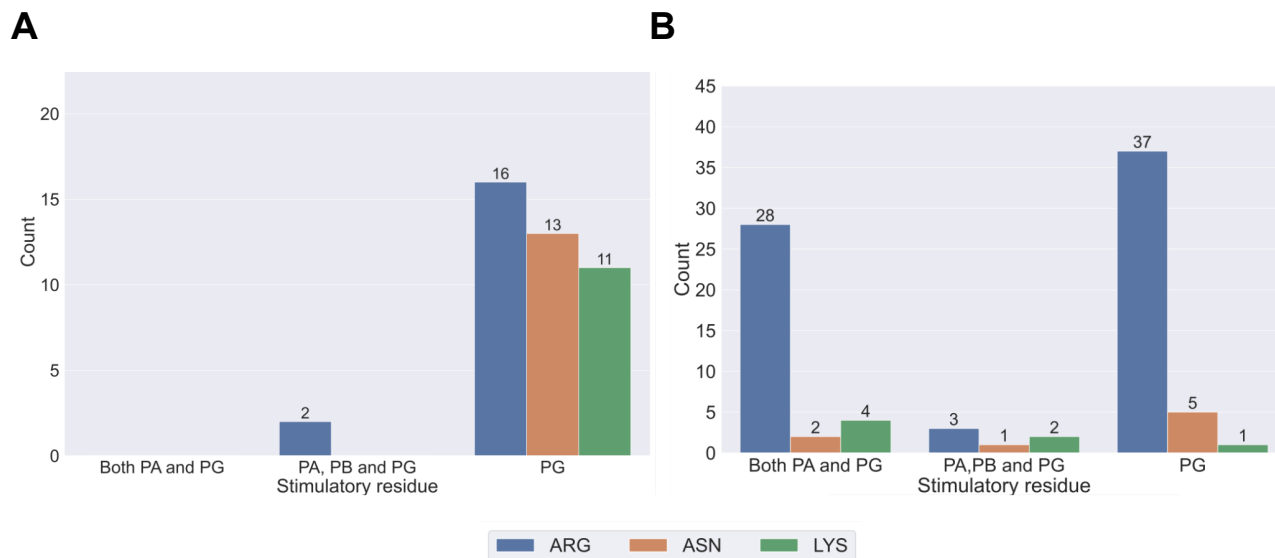 A
20
15
10
5
0
Count
2
16
13
11
Both PA and PG
PA, PB and PG
PG
Stimulatory residue
B
45
40
35
30
25
20
15
10
5
0
Count
28
2
4
3
1
2
37
5
1
Both PA and PG
PA,PB and PG
PG
Stimulatory residue
ARG
ASN
LYS